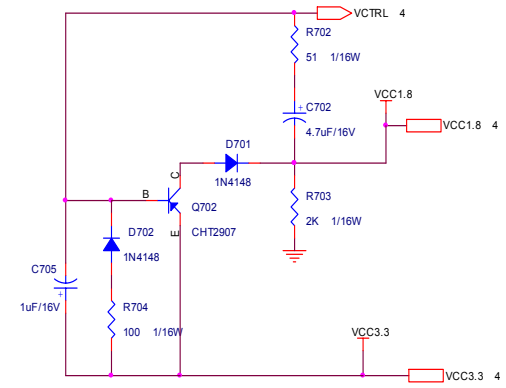 VCTRL 4
R702
51 1/16W
VCC1.8
+ C702
4.7uF/16V
VCC1.8 4
D701
1N4148
C
B
Q702
CHT2907
E
R703
2K 1/16W
D702
1N4148
C705
+
1uF/16V
R704
100 1/16W
VCC3.3
VCC3.3 4